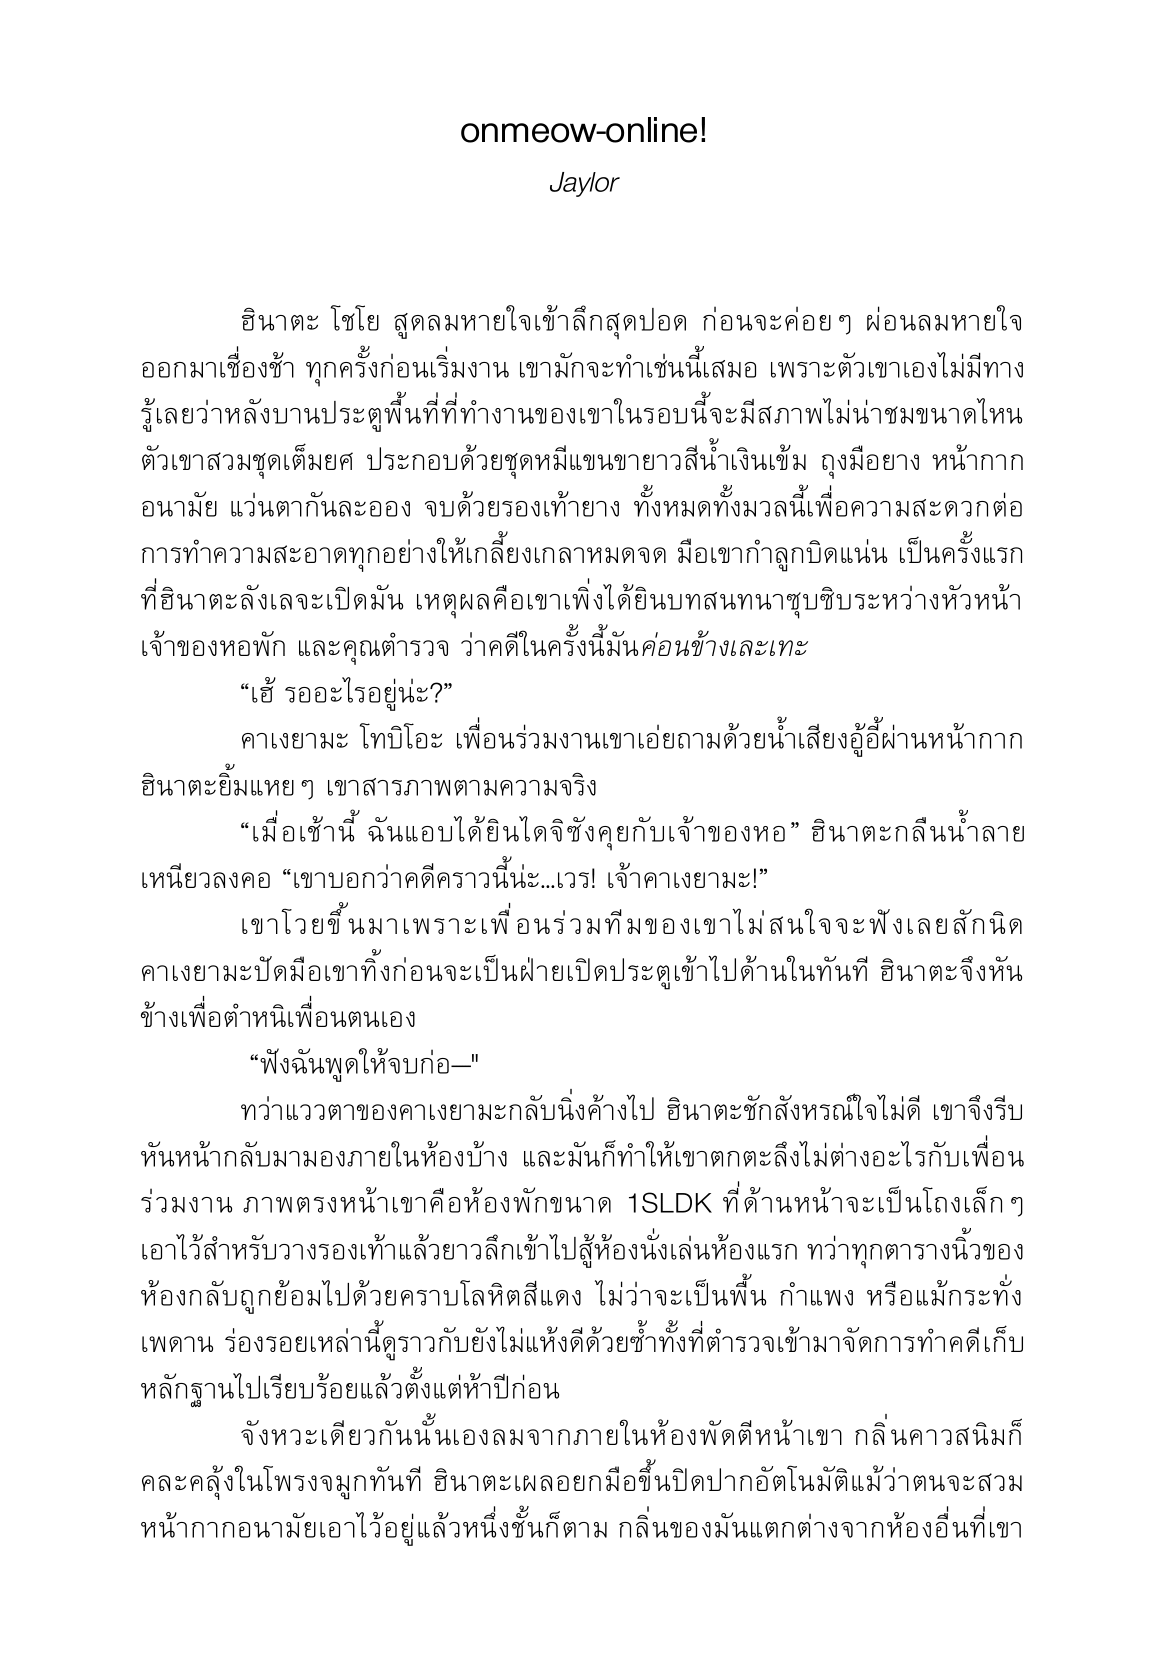 onmeow-online!
Jaylor
ฮินาตะ โชโย สูดลมหายใจเข้าลึกสุดปอด ก่อนจะค่อยๆ ผ่อนลมหายใจ
ออกมาเชื่องช้า ทุกครั้งก่อนเริ่มงาน เขามักจะทำเช่นนี้เสมอ เพราะตัวเขาเองไม่มีทาง
รู้เลยว่าหลังบานประตูพื้นที่ที่ทำงานของเขาในรอบนี้จะมีสภาพไม่น่าชมขนาดไหน
ตัวเขาสวมชุดเต็มยศ ประกอบด้วยชุดหมีแขนขายาวสีน้ำเงินเข้ม ถุงมือยาง หน้ากาก
อนามัย แว่นตากันละออง จบด้วยรองเท้ายาง ทั้งหมดทั้งมวลนี้เพื่อความสะดวกต่อ
การทำความสะอาดทุกอย่างให้เกลี้ยงเกลาหมดจด มือเขากำลูกบิดแน่น เป็นครั้งแรก
ที่ฮินาตะลังเลจะเปิดมัน เหตุผลคือเขาเพิ่งได้ยินบทสนทนาซุบซิบระหว่างหัวหน้า
เจ้าของหอพัก และคุณตำรวจ ว่าคดีในครั้งนี้มันค่อนข้างเละเทะ
“เฮ้ รออะไรอยู่น่ะ?”
คาเงยามะ โทบิโอะ เพื่อนร่วมงานเขาเอ่ยถามด้วยน้ำเสียงอู้อี้ผ่านหน้ากาก
ฮินาตะยิ้มแหยๆ เขาสารภาพตามความจริง
“เมื่อเช้านี้ ฉันแอบได้ยินไดจิซังคุยกับเจ้าของหอ” ฮินาตะกลืนน้ำลาย
เหนียวลงคอ “เขาบอกว่าคดีคราวนี้น่ะ...เวร! เจ้าคาเงยามะ!”
เขาโวยขึ้นมาเพราะเพื่อนร่วมทีมของเขาไม่สนใจจะฟังเลยสักนิด
คาเงยามะปัดมือเขาทิ้งก่อนจะเป็นฝ่ายเปิดประตูเข้าไปด้านในทันที ฮินาตะจึงหัน
ข้างเพื่อตำหนิเพื่อนตนเอง
“ฟังฉันพูดให้จบก่อ—"
ทว่าแววตาของคาเงยามะกลับนิ่งค้างไป ฮินาตะชักสังหรณ์ใจไม่ดี เขาจึงรีบ
หันหน้ากลับมามองภายในห้องบ้าง และมันก็ทำให้เขาตกตะลึงไม่ต่างอะไรกับเพื่อน
ร่วมงาน ภาพตรงหน้าเขาคือห้องพักขนาด 1SLDK ที่ด้านหน้าจะเป็นโถงเล็กๆ
เอาไว้สำหรับวางรองเท้าแล้วยาวลึกเข้าไปสู้ห้องนั่งเล่นห้องแรก ทว่าทุกตารางนิ้วของ
ห้องกลับถูกย้อมไปด้วยคราบโลหิตสีแดง ไม่ว่าจะเป็นพื้น กำแพง หรือแม้กระทั่ง
เพดาน ร่องรอยเหล่านี้ดูราวกับยังไม่แห้งดีด้วยซ้ำทั้งที่ตำรวจเข้ามาจัดการทำคดีเก็บ
หลักฐานไปเรียบร้อยแล้วตั้งแต่ห้าปีก่อน
จังหวะเดียวกันนั้นเองลมจากภายในห้องพัดตีหน้าเขา กลิ่นคาวสนิมก็
คละคลุ้งในโพรงจมูกทันที ฮินาตะเผลอยกมือขึ้นปิดปากอัตโนมัติแม้ว่าตนจะสวม
หน้ากากอนามัยเอาไว้อยู่แล้วหนึ่งชั้นก็ตาม กลิ่นของมันแตกต่างจากห้องอื่นที่เขา